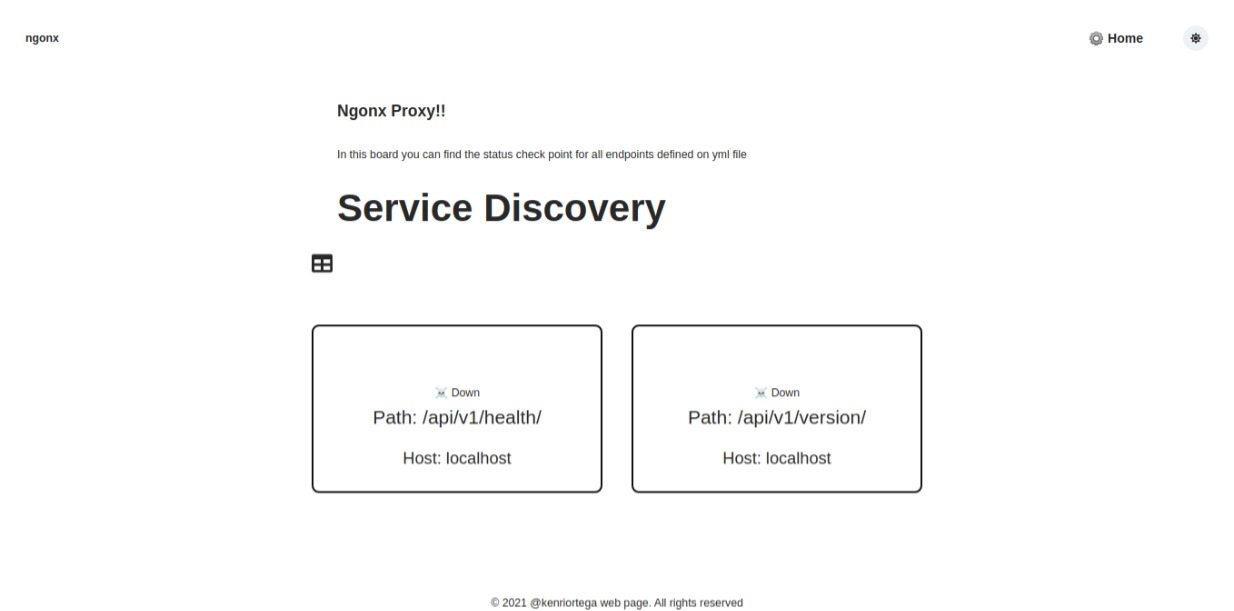 ngonx
Home
Ngonx Proxy!!
In this board you can find the status check point for all endpoints defined on yml file
Service Discovery
☠️ Down
Path: /api/v1/health/
Host: localhost
☠️ Down
Path: /api/v1/version/
Host: localhost
© 2021 @kenriortega web page. All rights reserved